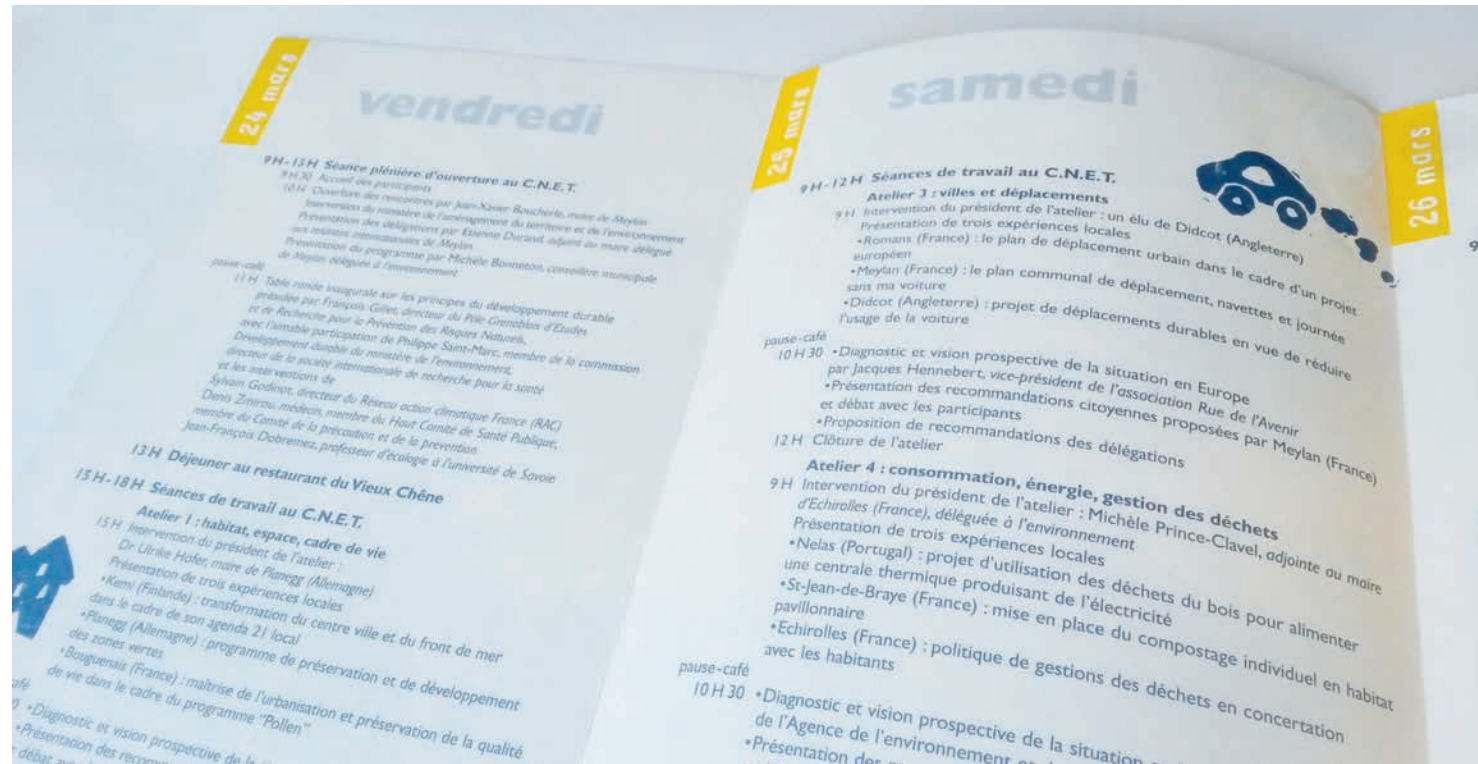 24 mars
vendredi
9H-13H Séance plénière d'ouverture au C.N.E.T.
9H30 Accueil des participants
10H Ouverture des rencontres par Jean-Xavier Boucherle, maire de Meylan
Intervention du ministère de l'aménagement du territoire et de l'environnement
Présentation des délégations par Etienne Durand, adjoint au maire délégué
aux relations internationales de Meylan
Présentation du programme par Michèle Bonneton, conseillère municipale
de Meylan déléguée à l'environnement
pause-café
11H Table ronde inaugurale sur les principes du développement durable
présidée par François Gillet, directeur du Pôle Grenoblois d'Etudes
et de Recherche pour la Prévention des Risques Naturels,
avec l'aimable participation de Philippe Saint-Marc, membre de la commission
Développement durable du ministère de l'environnement,
directeur de la société internationale de recherche pour la santé
et les interventions de
Sylvain Godinot, directeur du Réseau action climatique France (RAC)
Denis Zmirou, médecin, membre du Haut Comité de Santé Publique,
membre du Comité de la précaution et de la prévention
Jean-François Dobremez, professeur d'écologie à l'université de Savoie
13H Déjeuner au restaurant du Vieux Chêne
15H-18H Séances de travail au C.N.E.T.
Atelier 1 : habitat, espace, cadre de vie
15H Intervention du président de l'atelier :
Dr Ulrike Höfer, maire de Planegg (Allemagne)
Présentation de trois expériences locales
•Kemi (Finlande) : transformation du centre ville et du front de mer
dans le cadre de son agenda 21 local
•Planegg (Allemagne) : programme de préservation et de développement
des zones vertes
•Bouguenais (France) : maîtrise de l'urbanisation et préservation de la qualité
de vie dans le cadre du programme "Pollen"
•Diagnostic et vision prospective de la
•Présentation des
débat
25 mars
samedi
9H-12H Séances de travail au C.N.E.T.
Atelier 3 : villes et déplacements
9H Intervention du président de l'atelier : un élu de Didcot (Angleterre)
Présentation de trois expériences locales
•Romans (France) : le plan de déplacement urbain dans le cadre d'un projet
européen
•Meylan (France) : le plan communal de déplacement, navettes et journée
sans ma voiture
•Didcot (Angleterre) : projet de déplacements durables en vue de réduire
l'usage de la voiture
pause-café
10H30 •Diagnostic et vision prospective de la situation en Europe
par Jacques Hennebert, vice-président de l'association Rue de l'Avenir
•Présentation des recommandations citoyennes proposées par Meylan (France)
et débat avec les participants
•Proposition de recommandations des délégations
12H Clôture de l'atelier
Atelier 4 : consommation, énergie, gestion des déchets
9H Intervention du président de l'atelier : Michèle Prince-Clavel, adjointe au maire
d'Echirolles (France), déléguée à l'environnement
Présentation de trois expériences locales
•Nelas (Portugal) : projet d'utilisation des déchets du bois pour alimenter
une centrale thermique produisant de l'électricité
•St-Jean-de-Braye (France) : mise en place du compostage individuel en habitat
pavillonnaire
•Echirolles (France) : politique de gestions des déchets en concertation
avec les habitants
pause-café
10H30 •Diagnostic et vision prospective de la situation
de l'Agence de l'environnement et
•Présentation des
26 mars
9